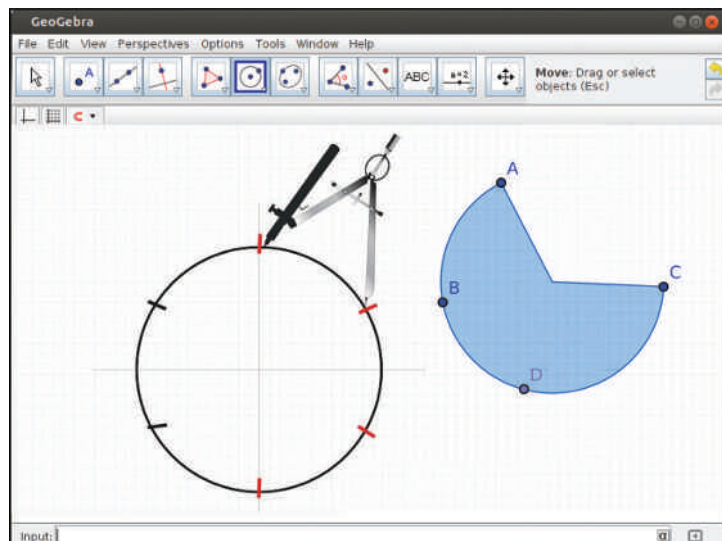 GeoGebra
File Edit View Perspectives Options Tools Window Help
A
ABC
a=2
Move: Drag or select
objects (Esc)
A
B
C
D
Input:
α